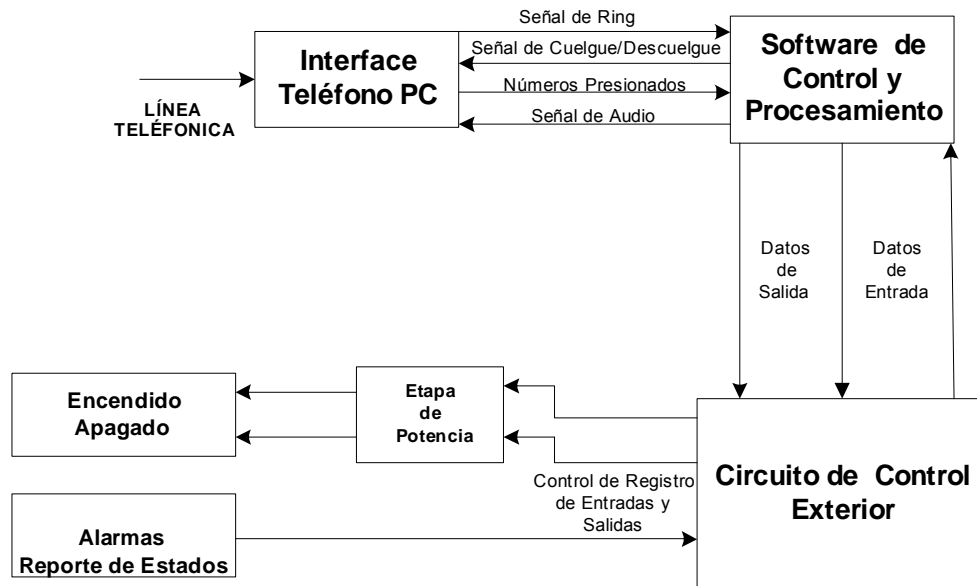 Señal de Ring
Interface
Teléfono PC
Señal de Cuelgue/Descuelgue
Números Presionados
Señal de Audio
Software de
Control y
Procesamiento
LÍNEA
TELÉFONICA
Datos
de
Salida
Datos
de
Entrada
Encendido
Apagado
Etapa
de
Potencia
Control de Registro
de Entradas y
Salidas
Circuito de Control
Exterior
Alarmas
Reporte de Estados